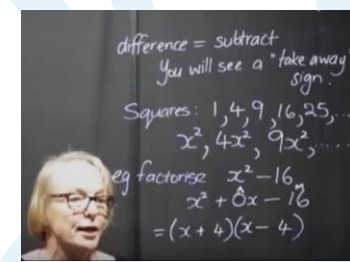 difference = subtract
You will see a "take away"
sign.
Squares: 1, 4, 9, 16, 25, ...
x², 4x², 9x², ....
eg factorise x² - 16
x² + 0x - 16
= (x + 4)(x - 4)